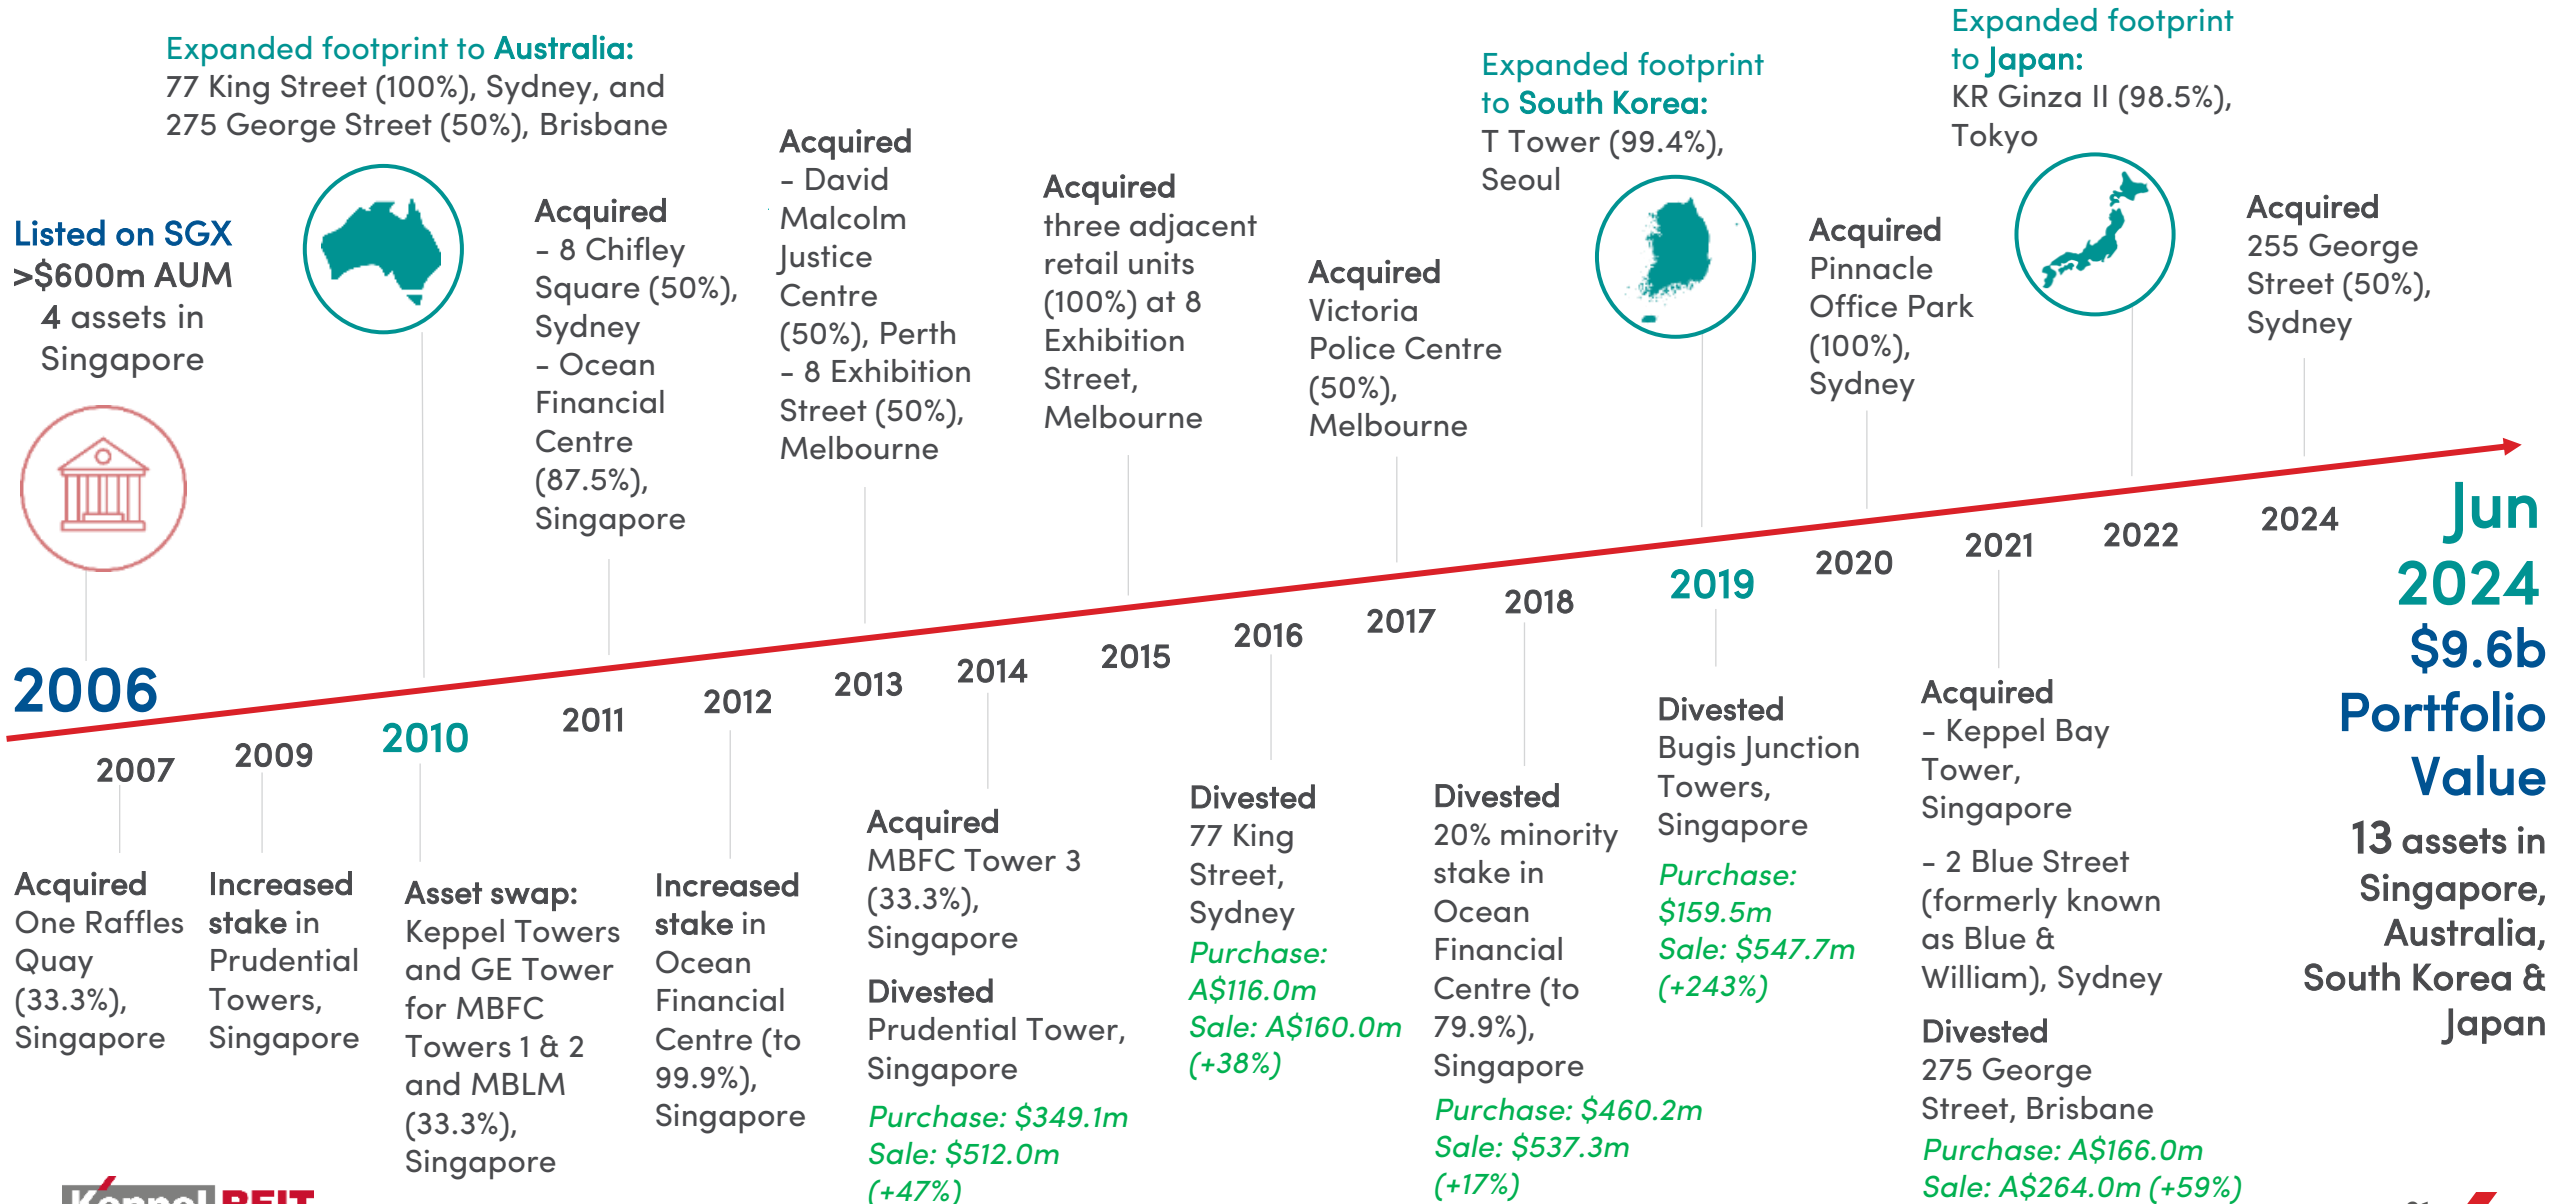 Expanded footprint to Australia:
77 King Street (100%), Sydney, and
275 George Street (50%), Brisbane
Expanded footprint
to South Korea:
T Tower (99.4%),
Seoul
Expanded footprint
to Japan:
KR Ginza II (98.5%),
Tokyo
Listed on SGX
>$600m AUM
4 assets in
Singapore
Acquired
- 8 Chifley
Square (50%),
Sydney
- Ocean
Financial
Centre
(87.5%),
Singapore
Acquired
- David
Malcolm
Justice
Centre
(50%), Perth
- 8 Exhibition
Street (50%),
Melbourne
Acquired
three adjacent
retail units
(100%) at 8
Exhibition
Street,
Melbourne
Acquired
Victoria
Police Centre
(50%),
Melbourne
Acquired
Pinnacle
Office Park
(100%),
Sydney
Acquired
255 George
Street (50%),
Sydney
2006
2007
2009
2010
2011
2012
2013
2014
2015
2016
2017
2018
2019
2020
2021
2022
2024
Jun
2024
$9.6b
Portfolio
Value
13 assets in
Singapore,
Australia,
South Korea &
Japan
Acquired
One Raffles
Quay
(33.3%),
Singapore
Increased
stake in
Prudential
Towers,
Singapore
Asset swap:
Keppel Towers
and GE Tower
for MBFC
Towers 1 & 2
and MBLM
(33.3%),
Singapore
Increased
stake in
Ocean
Financial
Centre (to
99.9%),
Singapore
Acquired
MBFC Tower 3
(33.3%),
Singapore
Divested
Prudential Tower,
Singapore
Purchase: $349.1m
Sale: $512.0m
(+47%)
Divested
77 King
Street,
Sydney
Purchase:
A$116.0m
Sale: A$160.0m
(+38%)
Divested
20% minority
stake in
Ocean
Financial
Centre (to
79.9%),
Singapore
Purchase: $460.2m
Sale: $537.3m
(+17%)
Divested
Bugis Junction
Towers,
Singapore
Purchase:
$159.5m
Sale: $547.7m
(+243%)
Acquired
- Keppel Bay
Tower,
Singapore
- 2 Blue Street
(formerly known
as Blue &
William), Sydney
Divested
275 George
Street, Brisbane
Purchase: A$166.0m
Sale: A$264.0m (+59%)
Keppel REIT